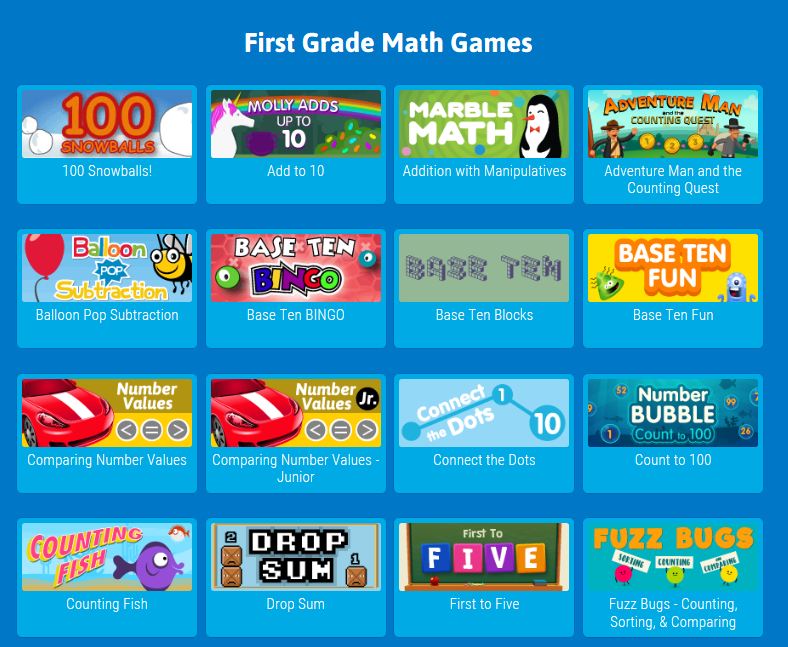 First Grade Math Games
100
SNOWBALLS
100 Snowballs!
MOLLY ADDS
UP TO
10
Add to 10
MARBLE
MATH
Addition with Manipulatives
ADVENTURE MAN
and the
COUNTING QUEST
1 2 3
Adventure Man and the
Counting Quest
Balloon
POP
Subtraction
Balloon Pop Subtraction
BASE TEN
BINGO
Base Ten BINGO
BASE TEN
Base Ten Blocks
BASE TEN
FUN
Base Ten Fun
Number
Values
< = >
Comparing Number Values
Number
Values Jr.
< = >
Comparing Number Values -
Junior
Connect 1
the Dots 10
Connect the Dots
52
Number
BUBBLE
99
9
1
Count to 100
26
Count to 100
COUNTING
FISH
Counting Fish
2
DROP
SUM
1
Drop Sum
First To
FIVE
First to Five
FUZZ BUGS
SORTING COUNTING and COMPARING
Fuzz Bugs - Counting,
Sorting, & Comparing